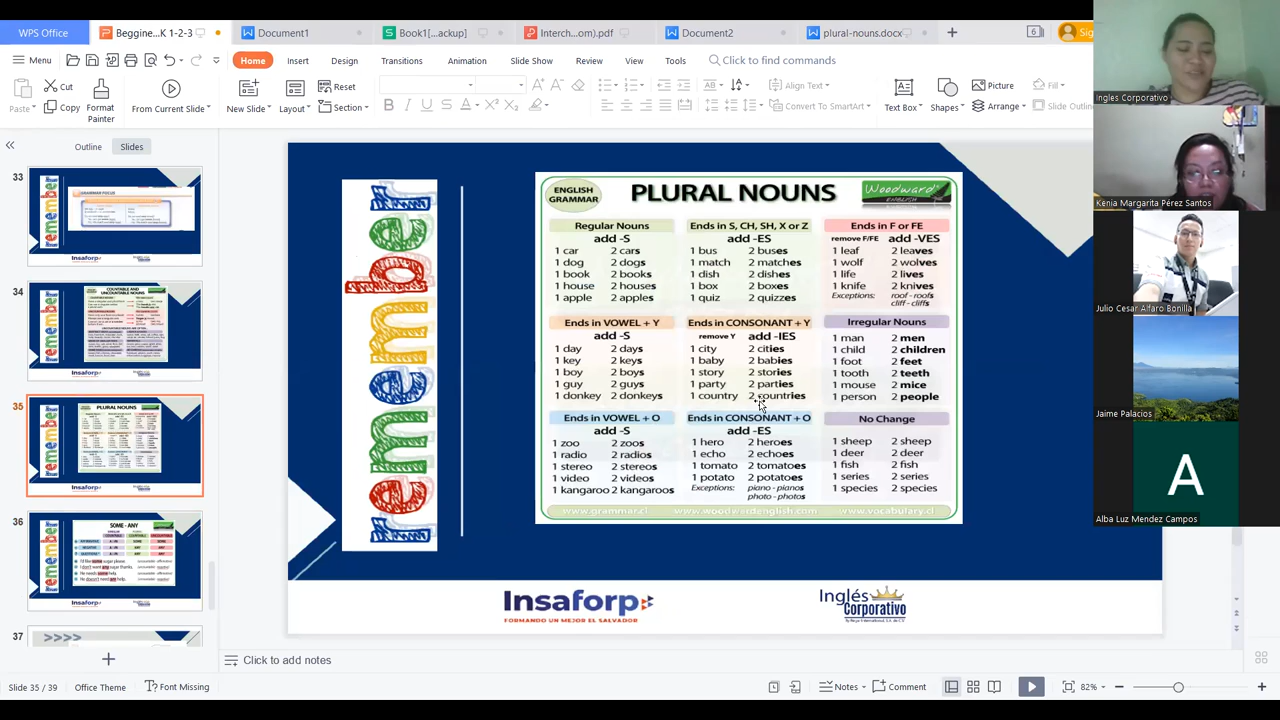 WPS Office
Beggine...K 1-2-3
Document1
Book1[...ackup]
Interch...om).pdf
Document2
plural-nouns.docx
6
Menu
Home
Insert
Design
Transitions
Animation
Slide Show
Review
View
Tools
Click to find commands
Paste
Cut
Copy
Format Painter
From Current Slide
New Slide
Layout
Reset
Section
Align Text
Convert To SmartArt
Text Box
Shapes
Picture
Arrange
Fill
Slide Outline
Outline
Slides
33
34
35
36
37
Remember
ENGLISH GRAMMAR
PLURAL NOUNS
Woodward ENGLISH
Regular Nouns
add -S
1 car 2 cars
1 dog 2 dogs
1 book 2 books
1 house 2 houses
1 apple 2 apples
Ends in S, CH, SH, X or Z
add -ES
1 bus 2 buses
1 match 2 matches
1 dish 2 dishes
1 box 2 boxes
1 quiz 2 quizzes
Ends in F or FE
remove F/FE add -VES
1 leaf 2 leaves
1 wolf 2 wolves
1 life 2 lives
1 knife 2 knives
Exceptions: roof - roofs
cliff - cliffs
Ends in VOWEL + Y
add -S
1 day 2 days
1 key 2 keys
1 boy 2 boys
1 guy 2 guys
1 donkey 2 donkeys
Ends in CONSONANT + Y
remove Y add -IES
1 city 2 cities
1 baby 2 babies
1 story 2 stories
1 party 2 parties
1 country 2 countries
Irregular Nouns
1 man 2 men
1 child 2 children
1 foot 2 feet
1 tooth 2 teeth
1 mouse 2 mice
1 person 2 people
Ends in VOWEL + O
add -S
1 zoo 2 zoos
1 radio 2 radios
1 stereo 2 stereos
1 video 2 videos
1 kangaroo 2 kangaroos
Ends in CONSONANT + O
add -ES
1 hero 2 heroes
1 echo 2 echoes
1 tomato 2 tomatoes
1 potato 2 potatoes
Exceptions: piano - pianos
photo - photos
No Change
1 sheep 2 sheep
1 deer 2 deer
1 fish 2 fish
1 series 2 series
1 species 2 species
www.grammar.cl www.woodwardenglish.com www.vocabulary.cl
Insaforp
FORMANDO UN MEJOR EL SALVADOR
Inglés Corporativo
Click to add notes
Slide 35 / 39
Office Theme
Font Missing
Notes
Comment
82%
Ingles Corporativo
Kenia Margarita Pérez Santos
Julio Cesar Alfaro Bonilla
Jaime Palacios
A
Alba Luz Mendez Campos